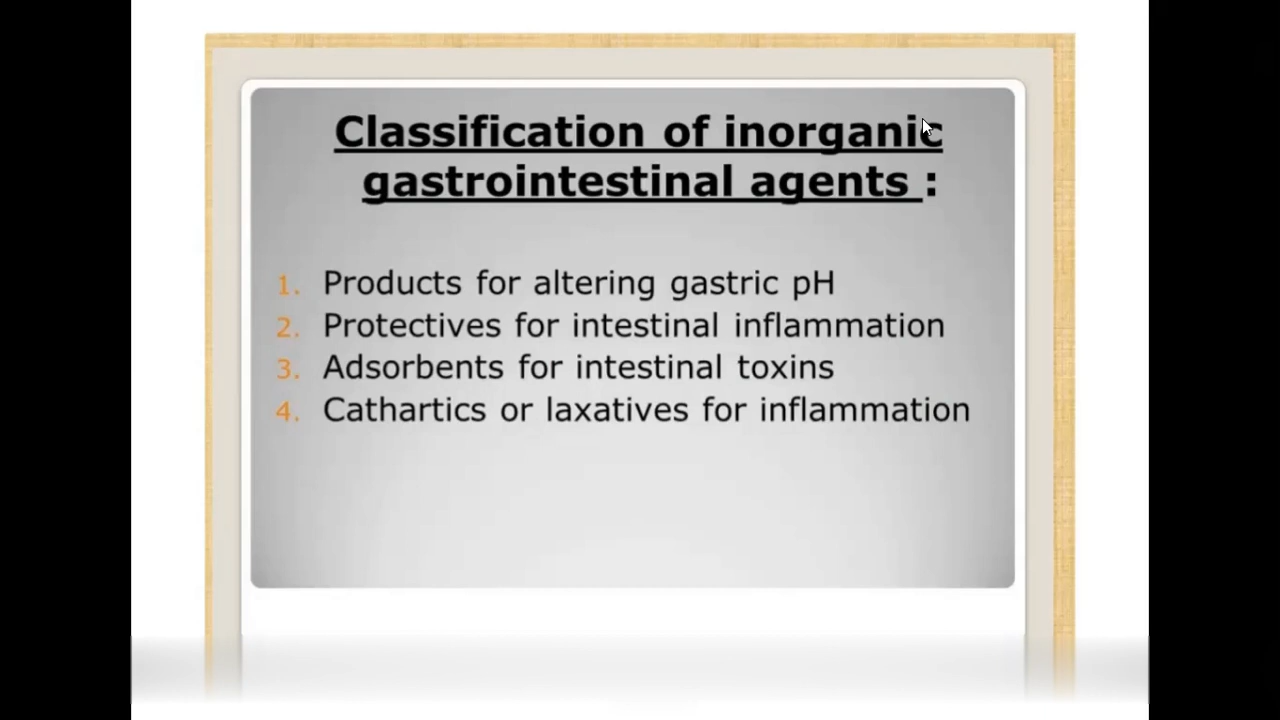 Classification of inorganic
gastrointestinal agents :
1. Products for altering gastric pH
2. Protectives for intestinal inflammation
3. Adsorbents for intestinal toxins
4. Cathartics or laxatives for inflammation